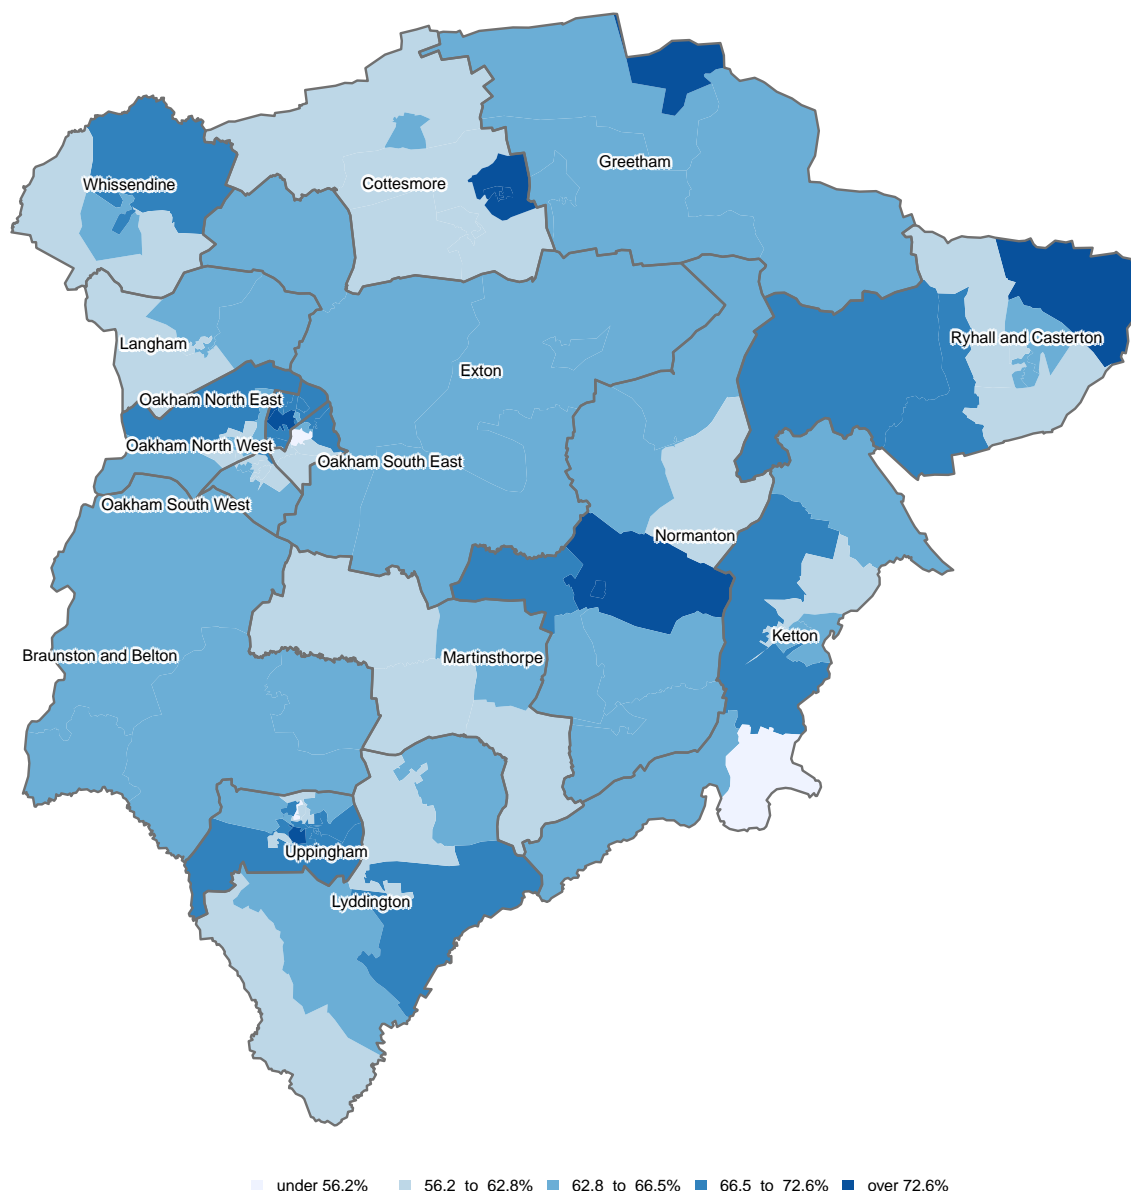 Greetham
Whissendine
Cottesmore
Ryhall and Casterton
Langham
Exton
Oakham North East
Oakham North West
Oakham South East
Oakham South West
Normanton
Ketton
Braunston and Belton
Martinsthorpe
Uppingham
Lyddington
under 56.2% 56.2 to 62.8% 62.8 to 66.5% 66.5 to 72.6% over 72.6%